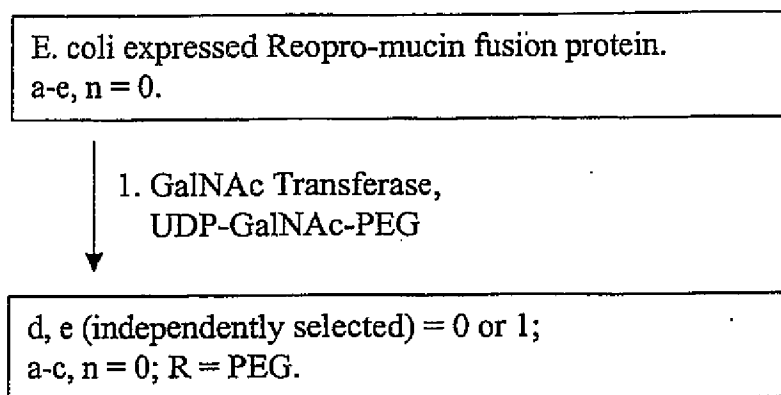 E. coli expressed Reopro-mucin fusion protein.
a-e, n = 0.
1. GalNAc Transferase,
UDP-GalNAc-PEG
d, e (independently selected) = 0 or 1;
a-c, n = 0; R = PEG.